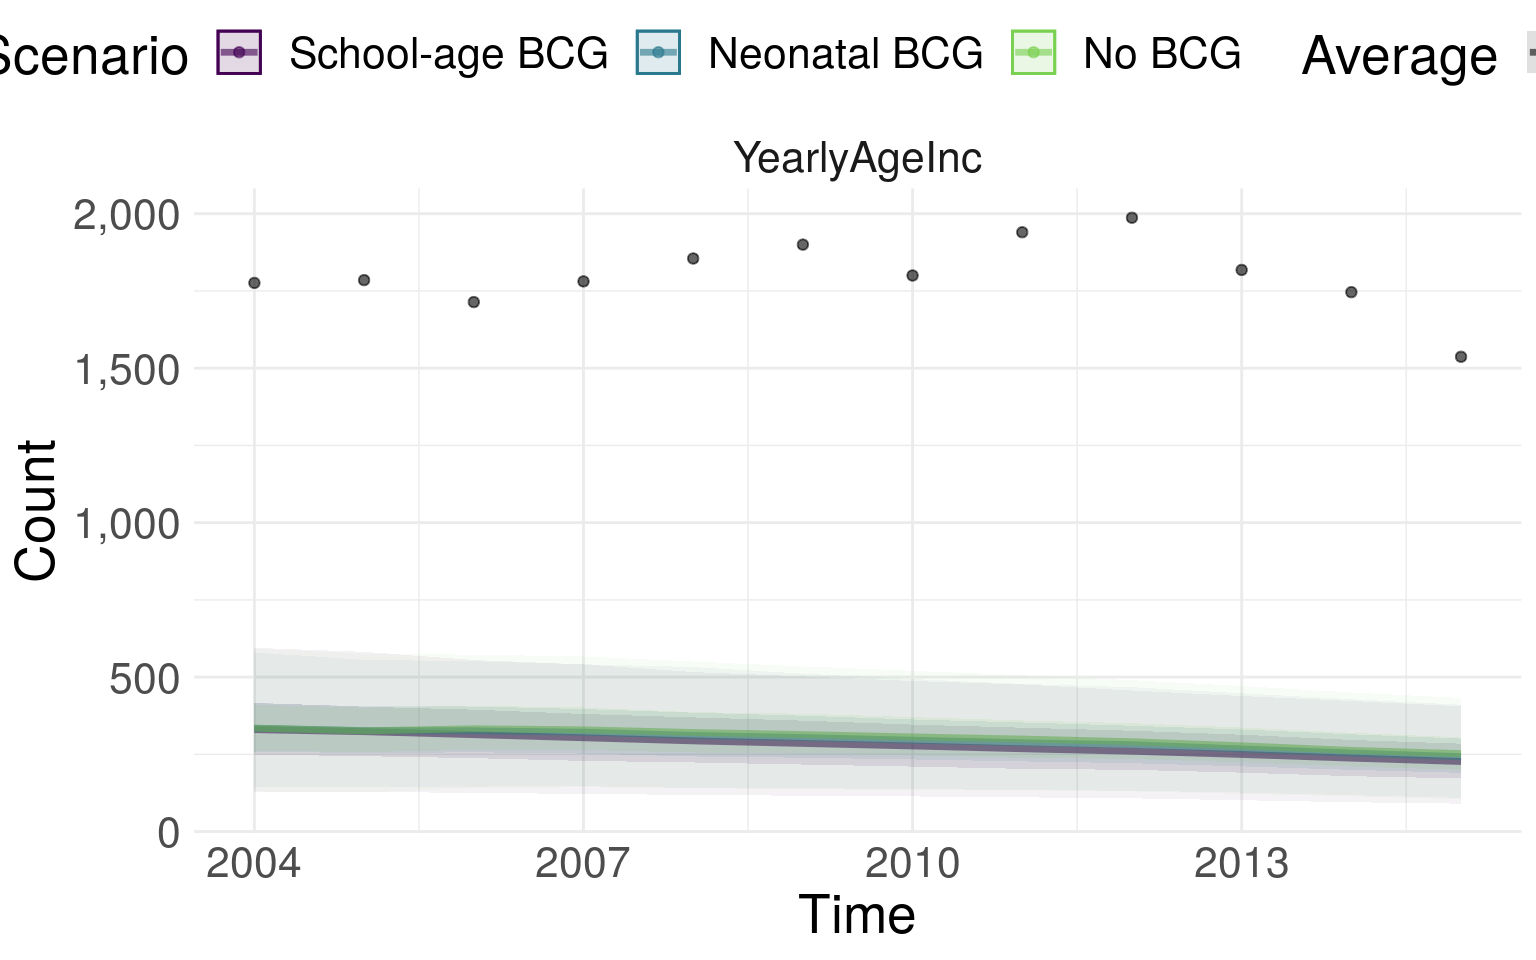 Scenario School-age BCG Neonatal BCG No BCG Average
YearlyAgeInc
2,000
1,500
1,000
500
0
Count
2004 2007 2010 2013
Time